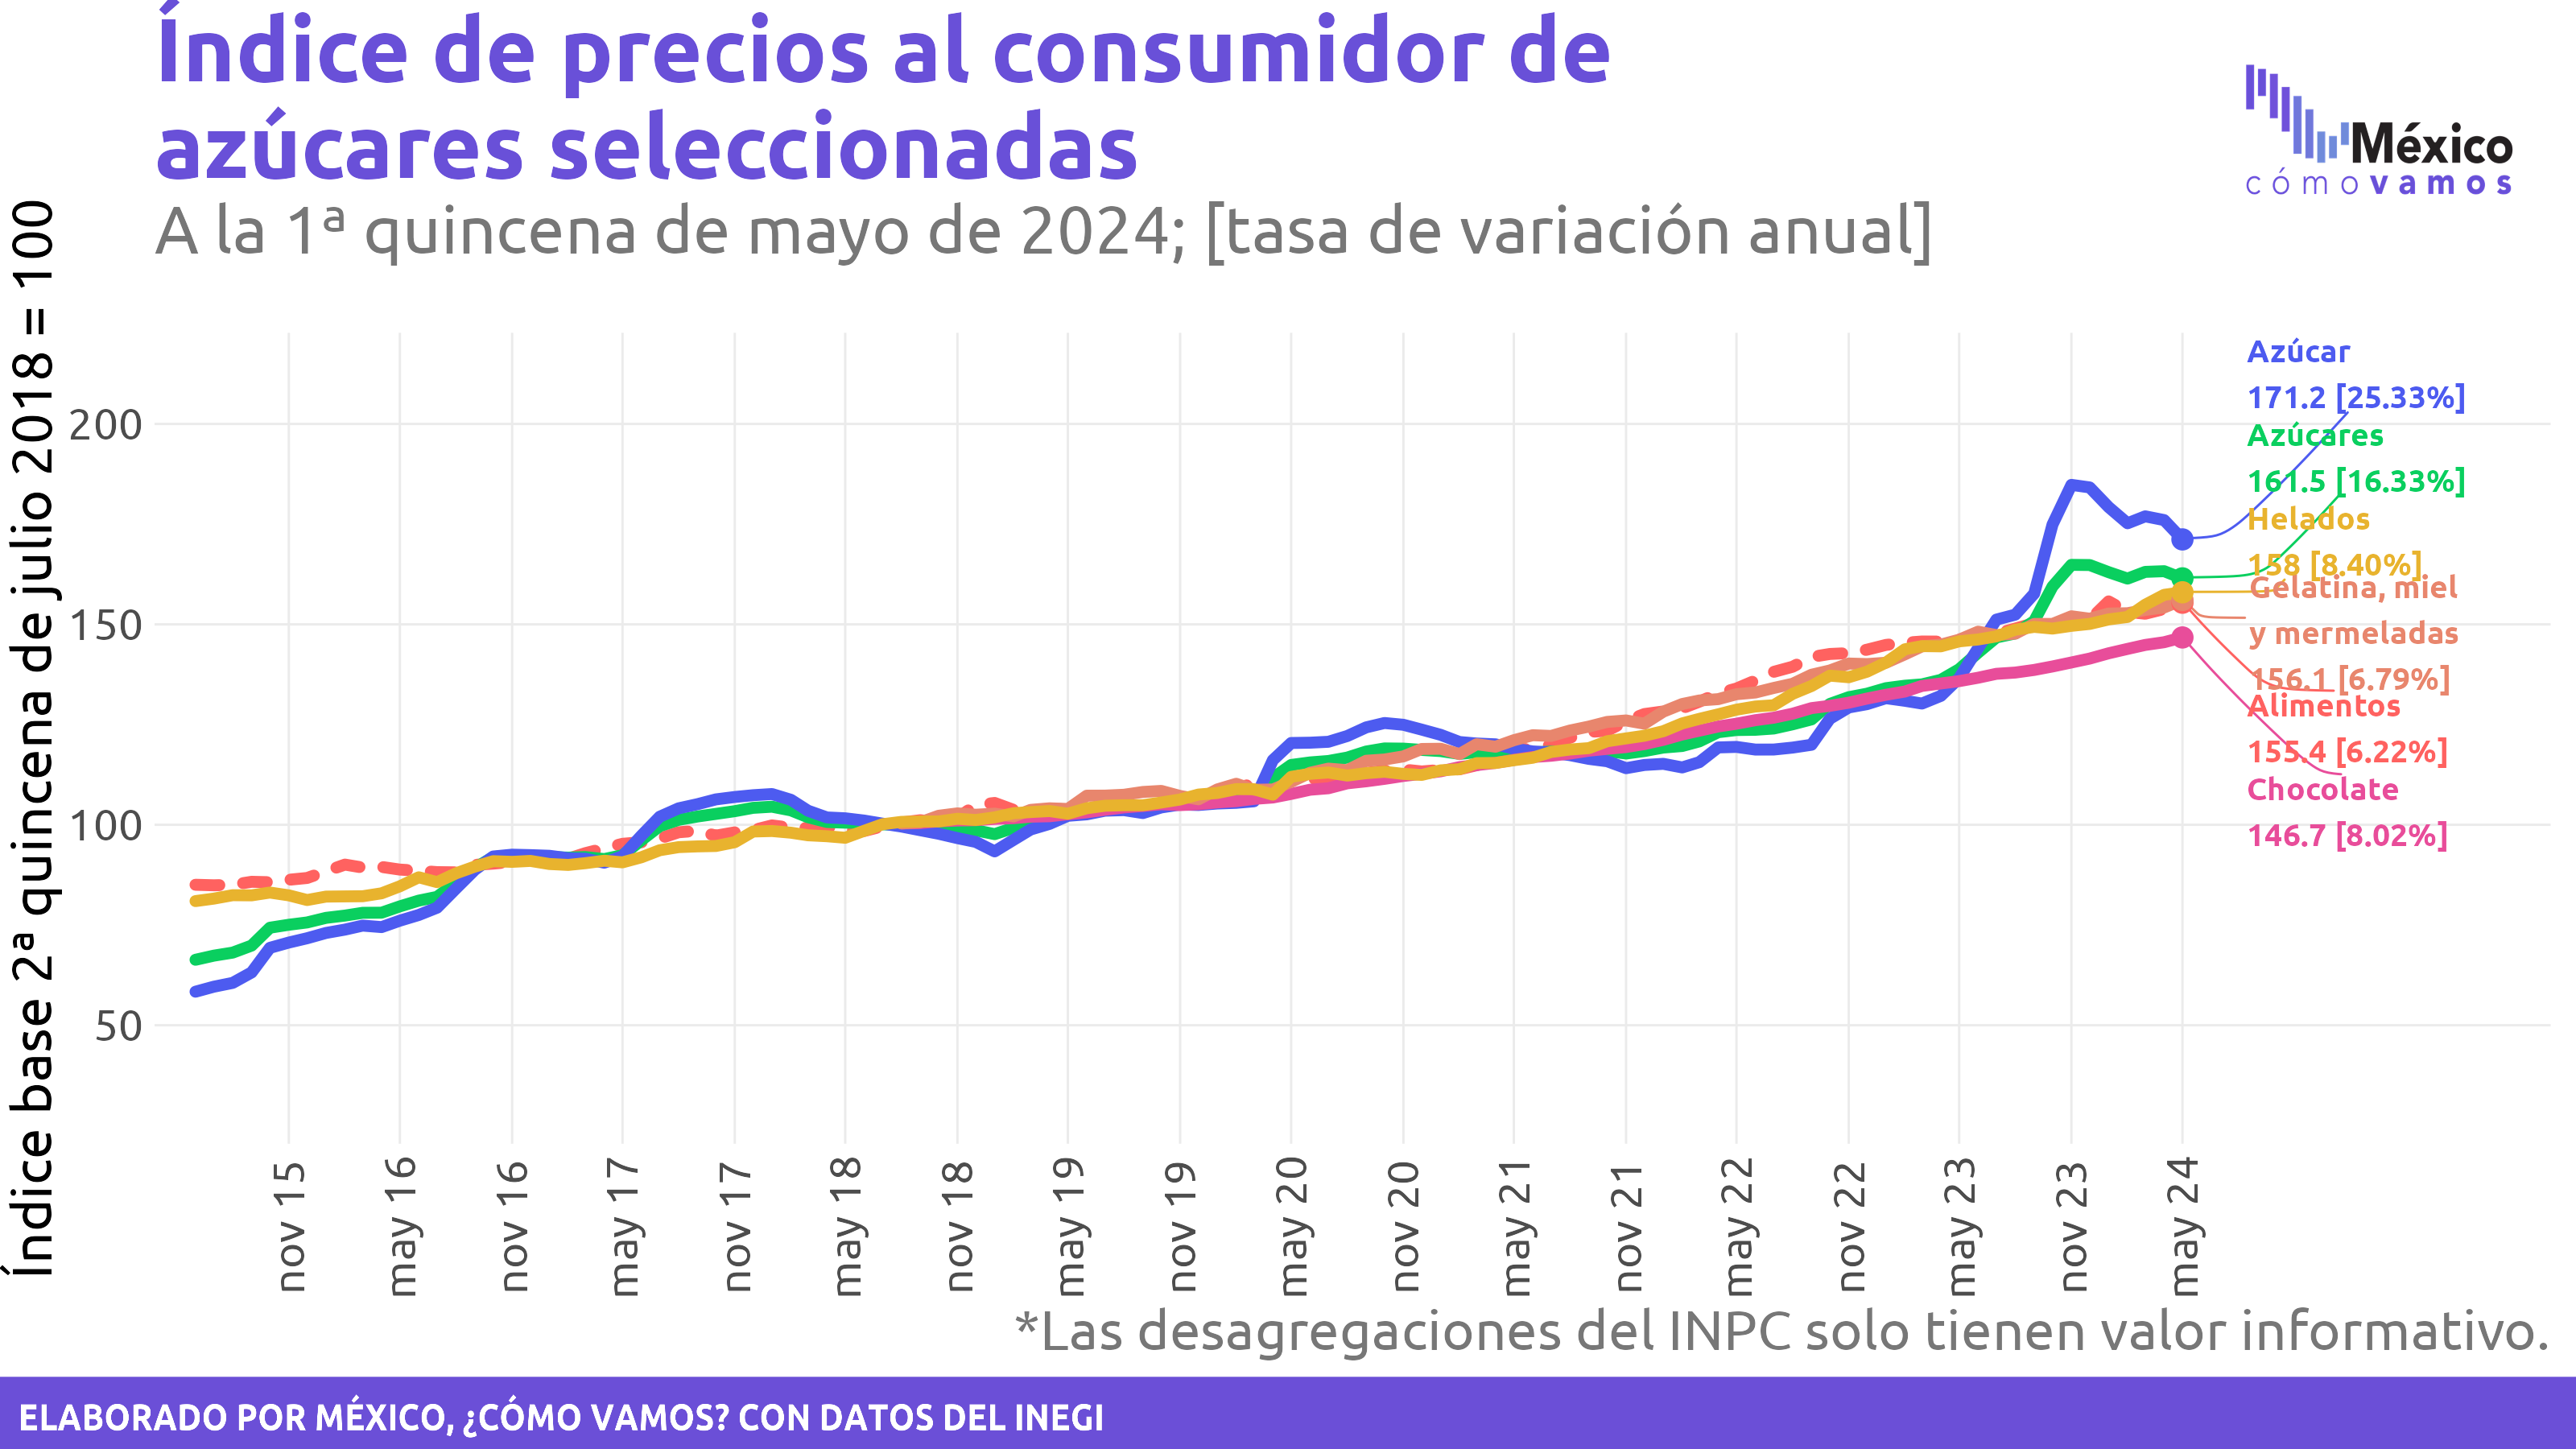 Índice de precios al consumidor de
azúcares seleccionadas
A la 1ª quincena de mayo de 2024; [tasa de variación anual]
México
cómo vamos
Índice base 2ª quincena de julio 2018 = 100
200
150
100
50
Azúcar
171.2 [25.33%]
Azúcares
161.5 [16.33%]
Helados
158 [8.40%]
Gelatina, miel
y mermeladas
156.1 [6.79%]
Alimentos
155.4 [6.22%]
Chocolate
146.7 [8.02%]
nov 15
may 16
nov 16
may 17
nov 17
may 18
nov 18
may 19
nov 19
may 20
nov 20
may 21
nov 21
may 22
nov 22
may 23
nov 23
may 24
*Las desagregaciones del INPC solo tienen valor informativo.
ELABORADO POR MÉXICO, ¿CÓMO VAMOS? CON DATOS DEL INEGI